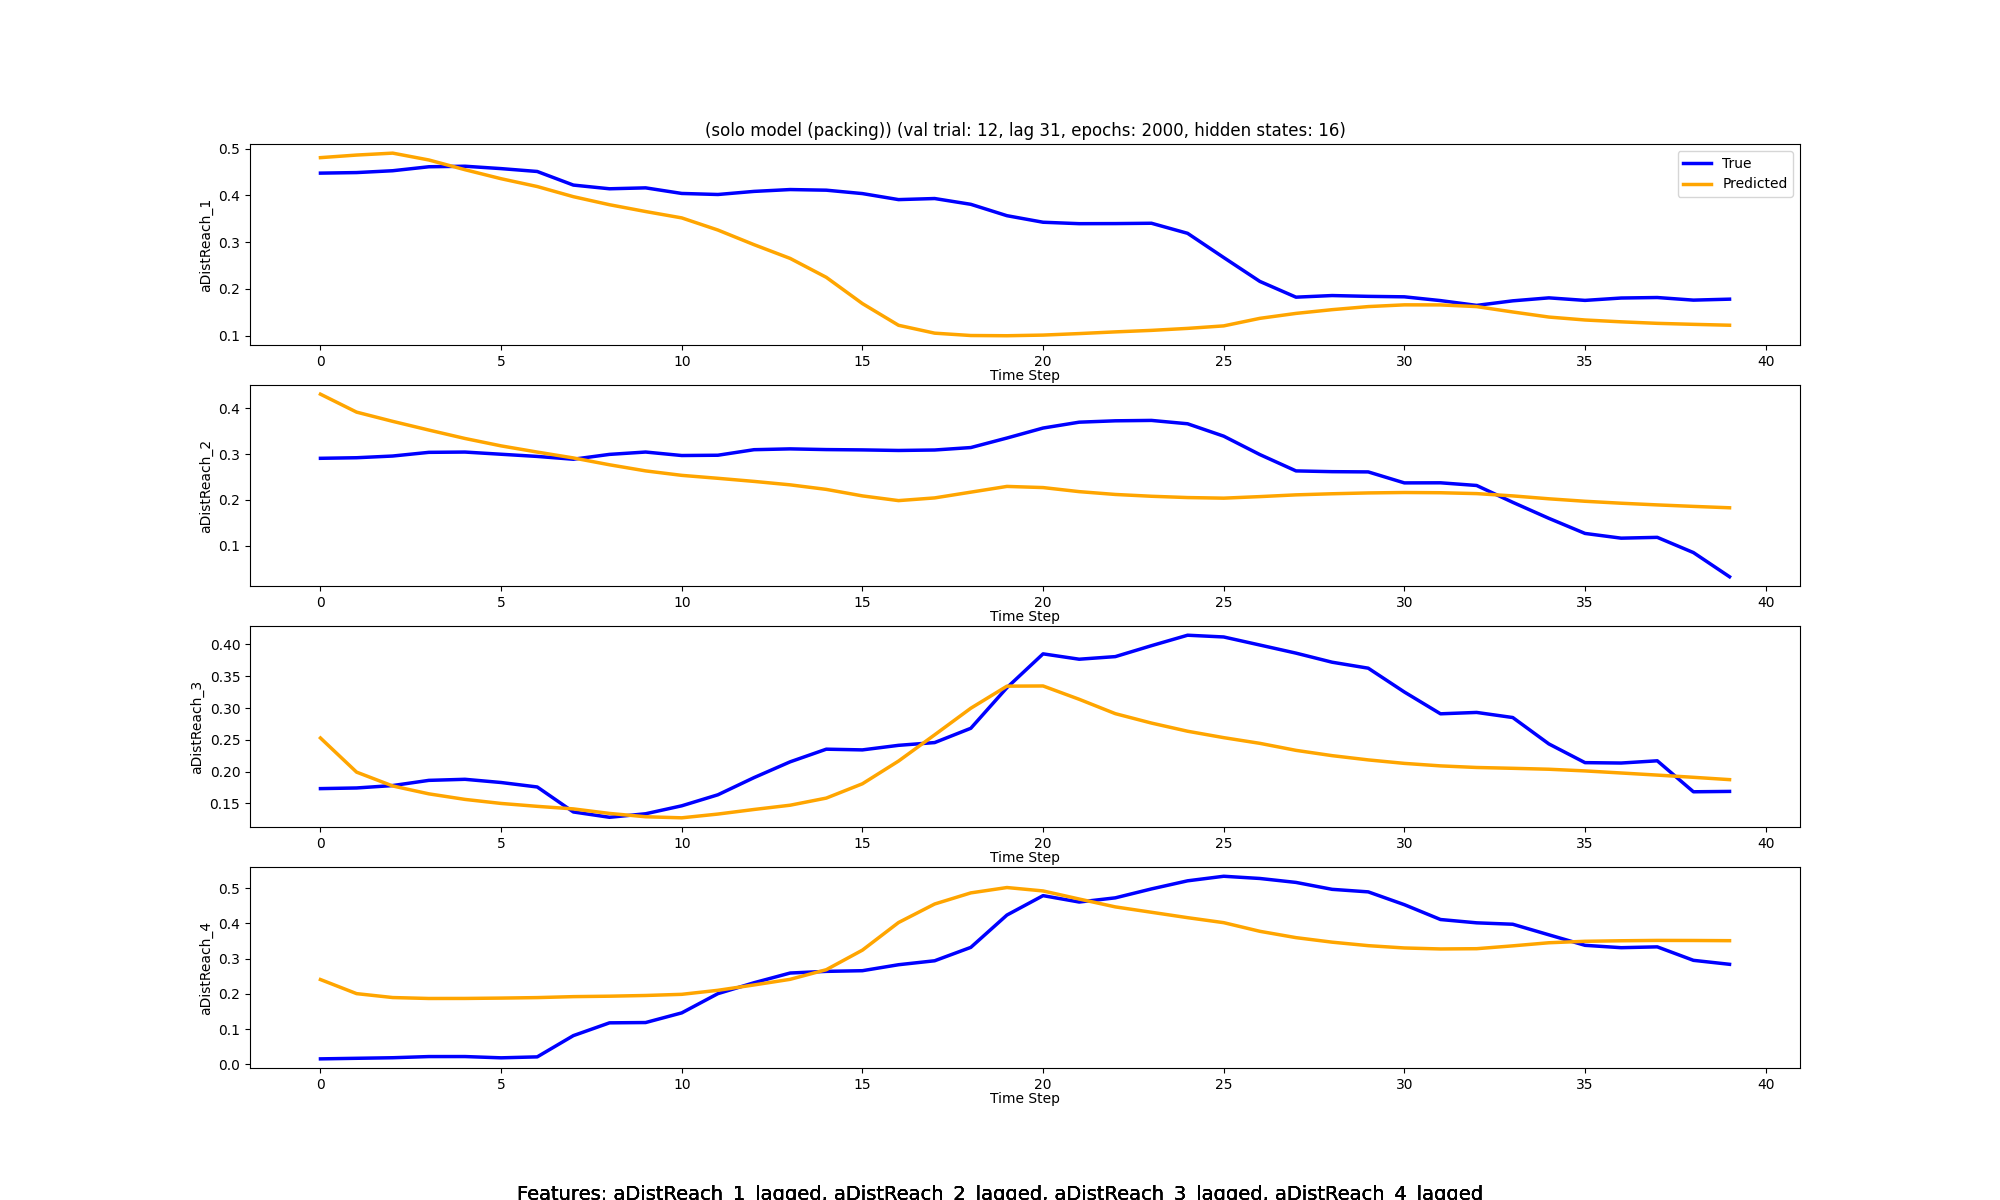 (solo model (packing)) (val trial: 12, lag 31, epochs: 2000, hidden states: 16)
True
Predicted
aDistReach_1
0.5
0.4
0.3
0.2
0.1
0 5 10 15 20 25 30 35 40
Time Step
aDistReach_2
0.4
0.3
0.2
0.1
0 5 10 15 20 25 30 35 40
Time Step
aDistReach_3
0.40
0.35
0.30
0.25
0.20
0.15
0 5 10 15 20 25 30 35 40
Time Step
aDistReach_4
0.5
0.4
0.3
0.2
0.1
0.0
0 5 10 15 20 25 30 35 40
Time Step
Features: aDistReach_1_lagged, aDistReach_2_lagged, aDistReach_3_lagged, aDistReach_4_lagged